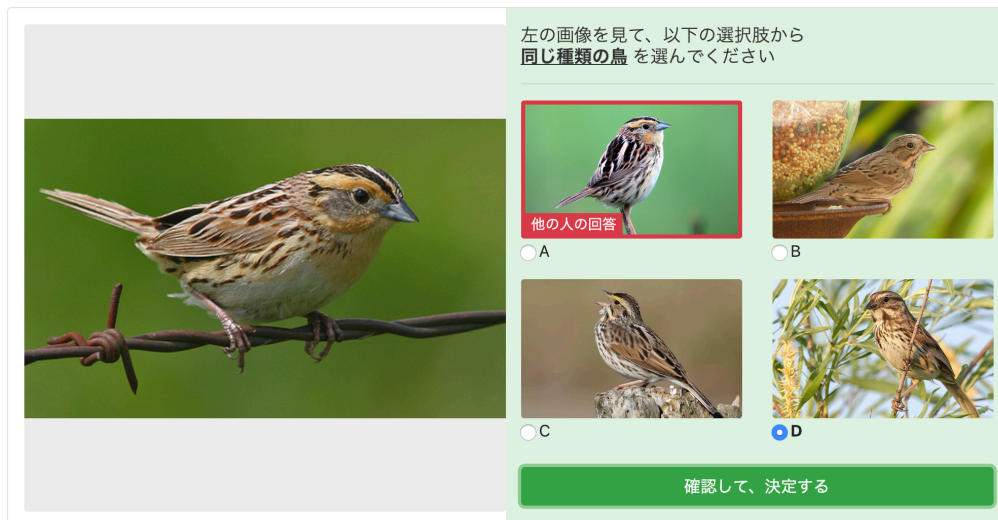 左の画像を見て、以下の選択肢から
同じ種類の鳥 を選んでください
他の人の回答
A
B
C
D
確認して、決定する